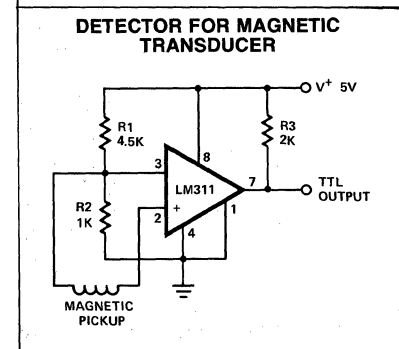 DETECTOR FOR MAGNETIC
TRANSDUCER
V+ 5V
R1
4.5K
R3
2K
3
8
LM311
7
TTL
OUTPUT
R2
1K
2
+
1
4
MAGNETIC
PICKUP